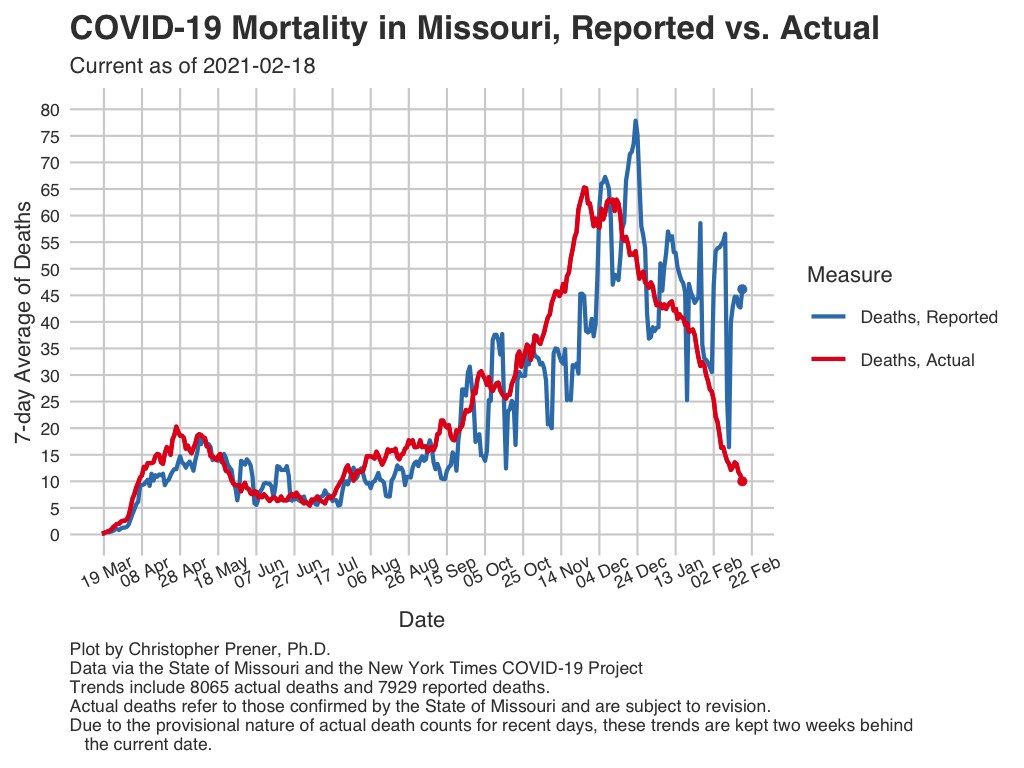 COVID-19 Mortality in Missouri, Reported vs. Actual
Current as of 2021-02-18
7-day Average of Deaths
80
75
70
65
60
55
50
45
40
35
30
25
20
15
10
5
0
19 Mar
08 Apr
28 Apr
18 May
07 Jun
27 Jun
17 Jul
06 Aug
26 Aug
15 Sep
05 Oct
25 Oct
14 Nov
04 Dec
24 Dec
13 Jan
02 Feb
22 Feb
Date
Measure
Deaths, Reported
Deaths, Actual
Plot by Christopher Prener, Ph.D.
Data via the State of Missouri and the New York Times COVID-19 Project
Trends include 8065 actual deaths and 7929 reported deaths.
Actual deaths refer to those confirmed by the State of Missouri and are subject to revision.
Due to the provisional nature of actual death counts for recent days, these trends are kept two weeks behind
the current date.